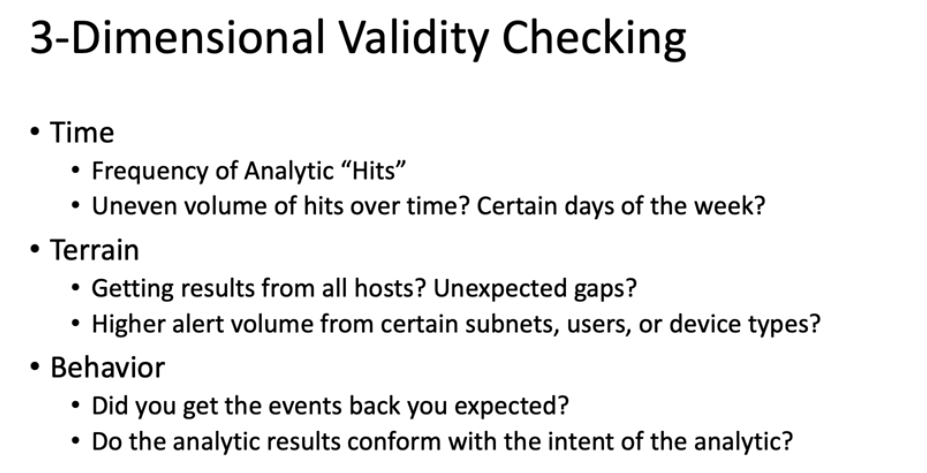 3-Dimensional Validity Checking
• Time
• Frequency of Analytic “Hits”
• Uneven volume of hits over time? Certain days of the week?
• Terrain
• Getting results from all hosts? Unexpected gaps?
• Higher alert volume from certain subnets, users, or device types?
• Behavior
• Did you get the events back you expected?
• Do the analytic results conform with the intent of the analytic?